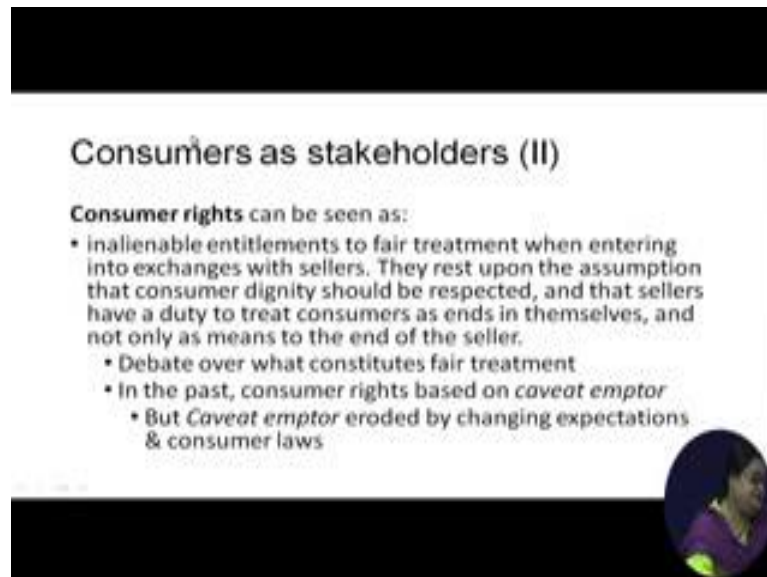 Consumers as stakeholders (II)
Consumer rights can be seen as:
• inalienable entitlements to fair treatment when entering
into exchanges with sellers. They rest upon the assumption
that consumer dignity should be respected, and that sellers
have a duty to treat consumers as ends in themselves, and
not only as means to the end of the seller.
• Debate over what constitutes fair treatment
• In the past, consumer rights based on caveat emptor
• But Caveat emptor eroded by changing expectations
& consumer laws